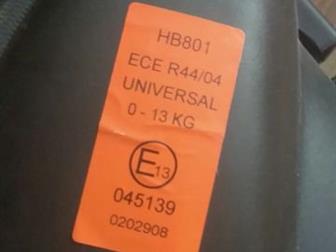 HB801
ECE R44/04
UNIVERSAL
0 - 13 KG
E13
045139
0202908